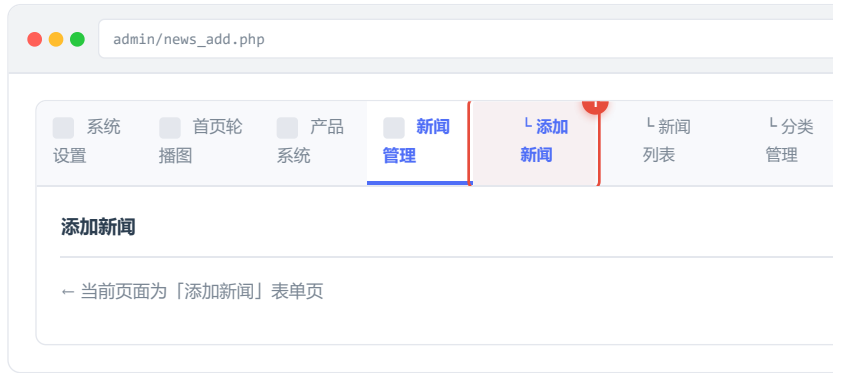 admin/news_add.php
系统设置
首页轮播图
产品系统
新闻管理
└ 添加新闻
└ 新闻列表
└ 分类管理
添加新闻
← 当前页面为「添加新闻」表单页